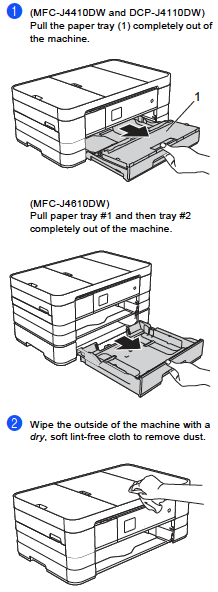 1 (MFC-J4410DW and DCP-J4110DW)
Pull the paper tray (1) completely out of
the machine.
1
(MFC-J4610DW)
Pull paper tray #1 and then tray #2
completely out of the machine.
2 Wipe the outside of the machine with a
dry, soft lint-free cloth to remove dust.